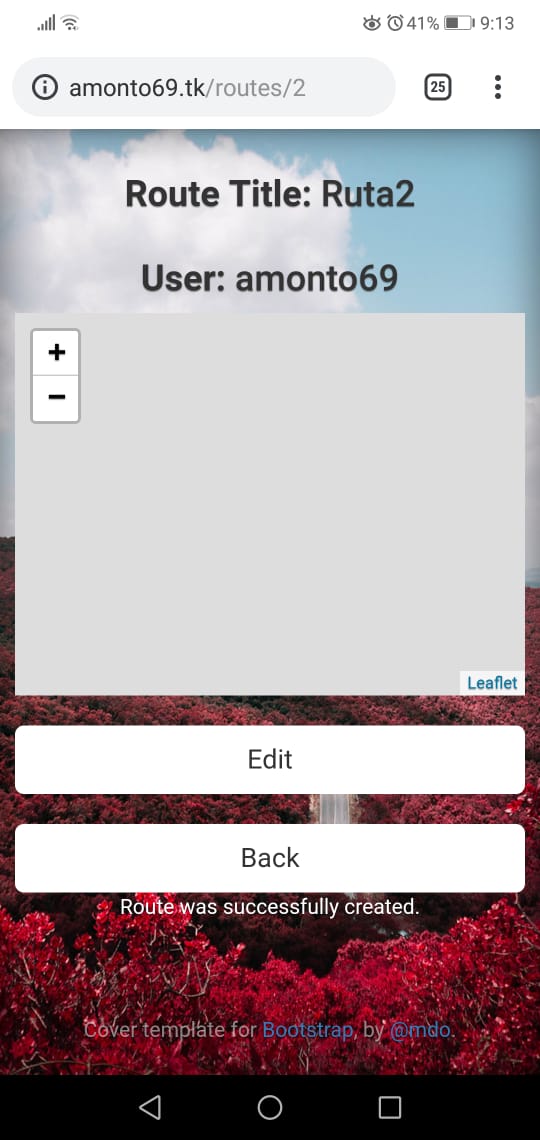 41% 9:13
amonto69.tk/routes/2 25
Route Title: Ruta2
User: amonto69
+
−
Leaflet
Edit
Back
Route was successfully created.
Cover template for Bootstrap, by @mdo.